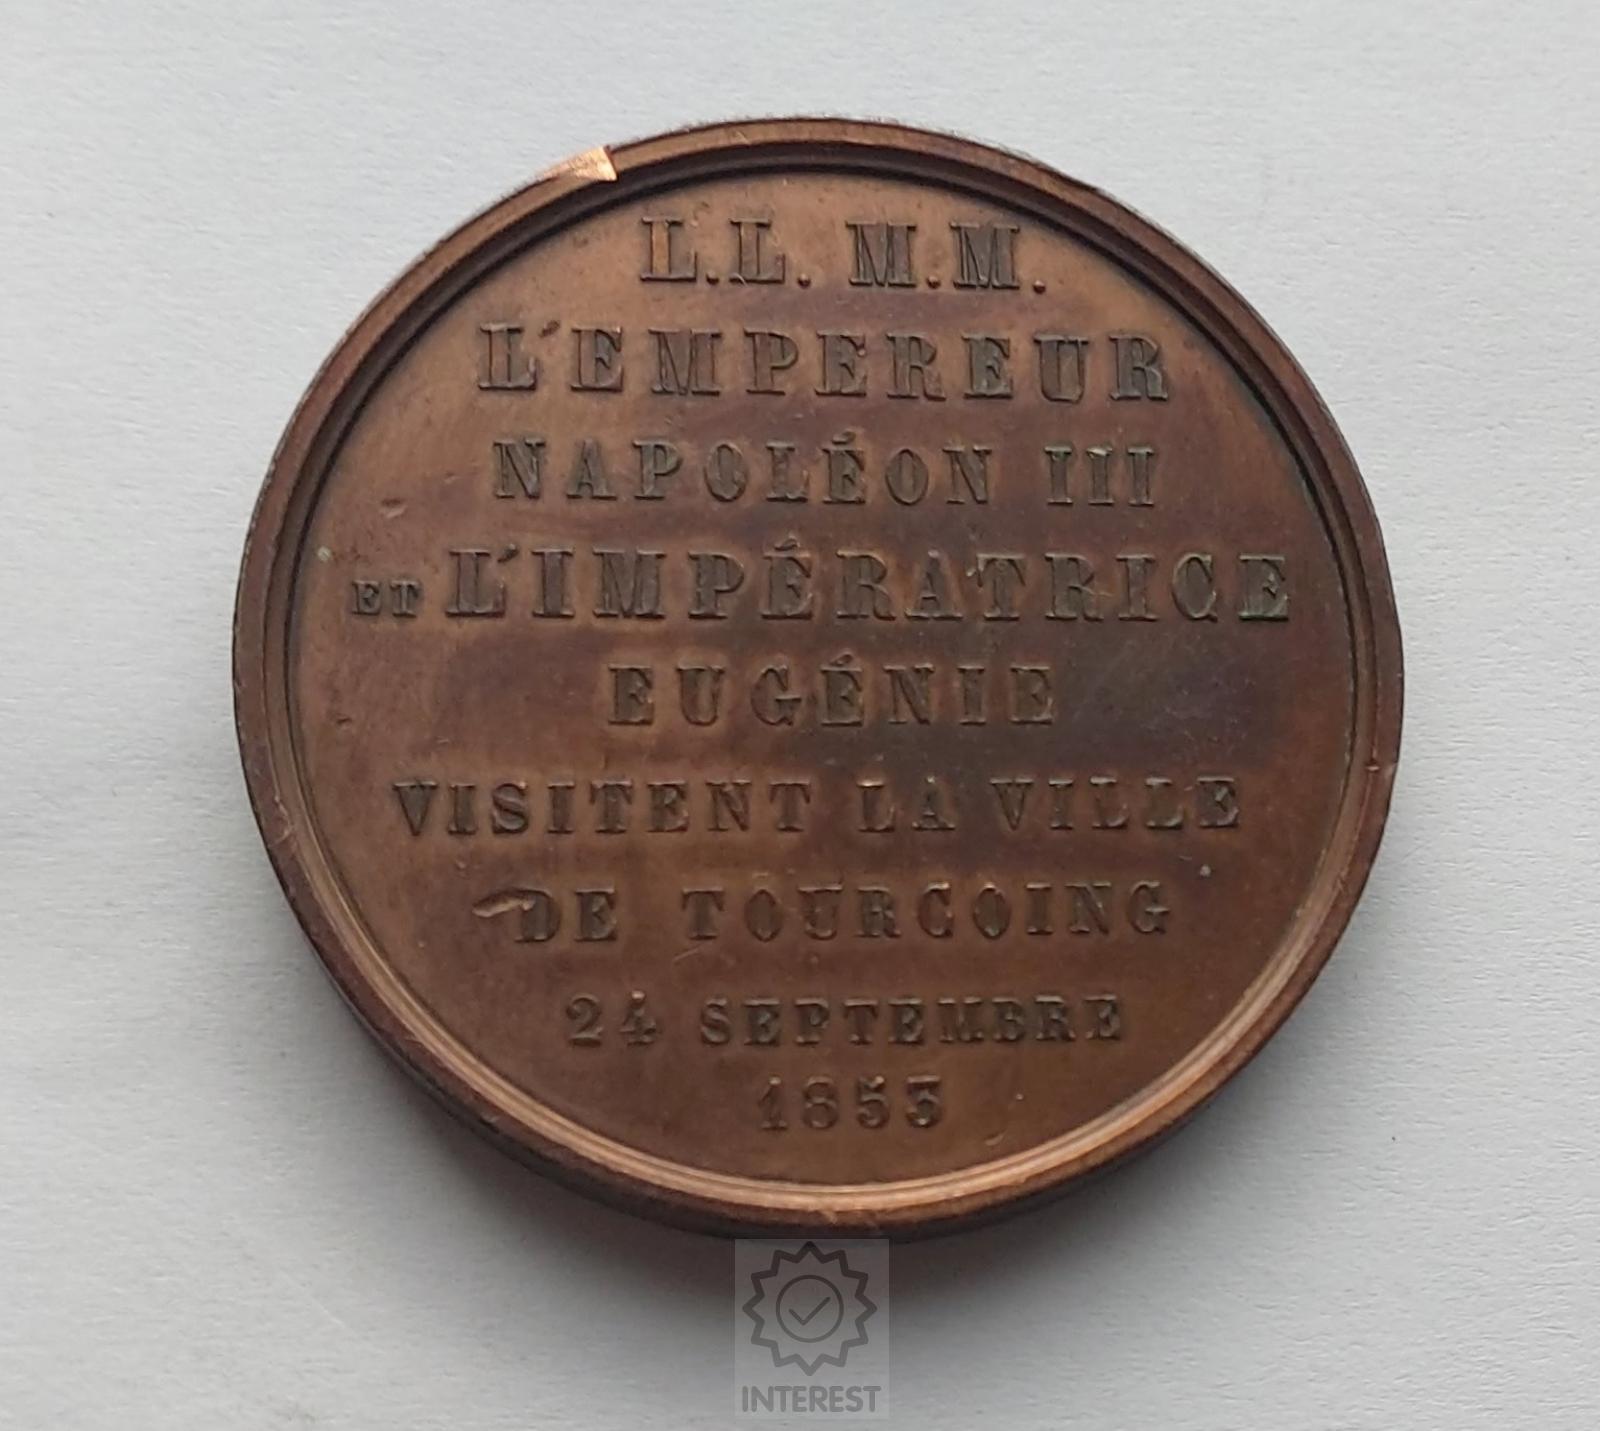 L.L. M.M.
L'EMPEREUR
NAPOLÉON III
ET L'IMPÉRATRICE
EUGÉNIE
VISITENT LA VILLE
DE TOURCOING
24 SEPTEMBRE
1853
INTEREST